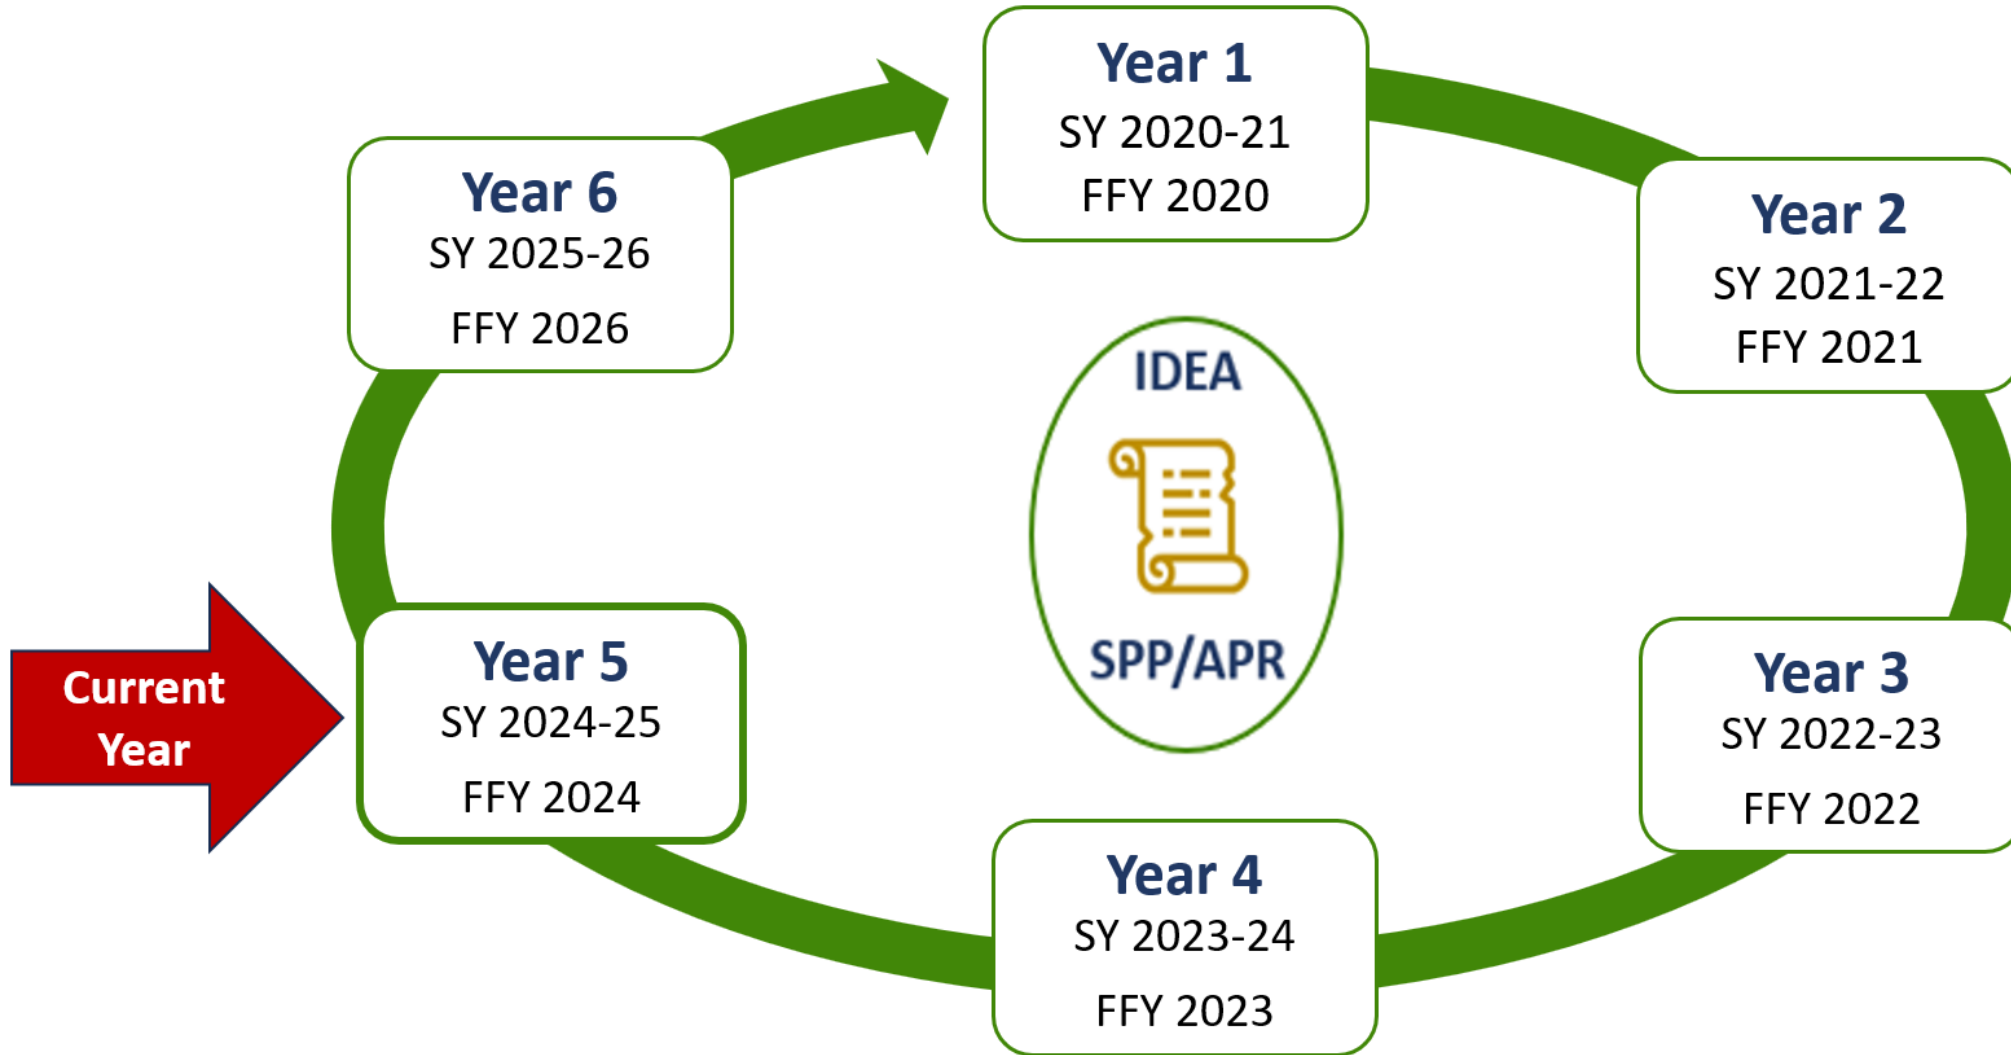 Year 1
SY 2020-21
FFY 2020
Year 2
SY 2021-22
FFY 2021
Year 3
SY 2022-23
FFY 2022
Year 4
SY 2023-24
FFY 2023
Year 5
SY 2024-25
FFY 2024
Year 6
SY 2025-26
FFY 2026
Current
Year
IDEA
SPP/APR